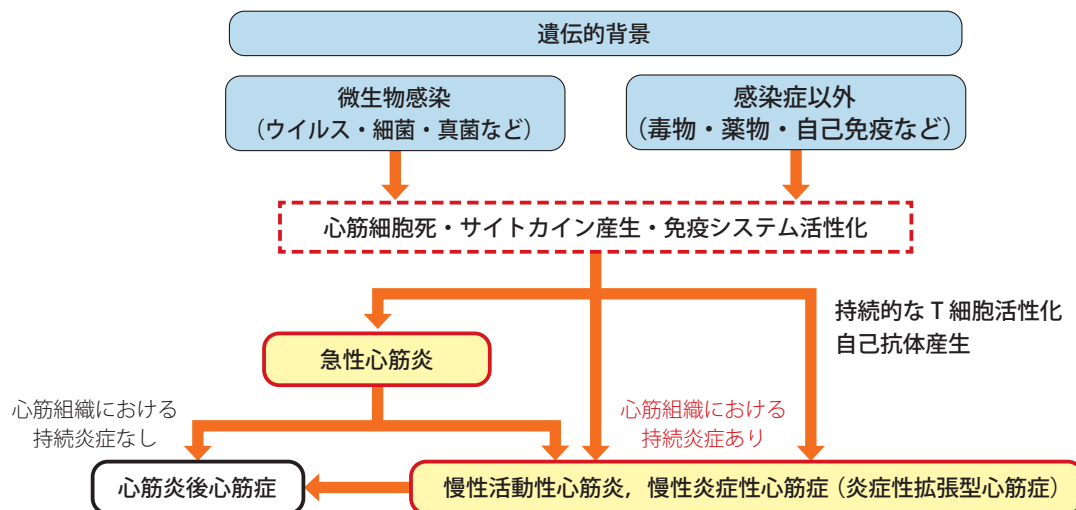 遺伝的背景
微生物感染
（ウイルス・細菌・真菌など）
感染症以外
（毒物・薬物・自己免疫など）
心筋細胞死・サイトカイン産生・免疫システム活性化
持続的な T 細胞活性化
自己抗体産生
急性心筋炎
心筋組織における
持続炎症なし
心筋組織における
持続炎症あり
心筋炎後心筋症
慢性活動性心筋炎，慢性炎症性心筋症（炎症性拡張型心筋症）